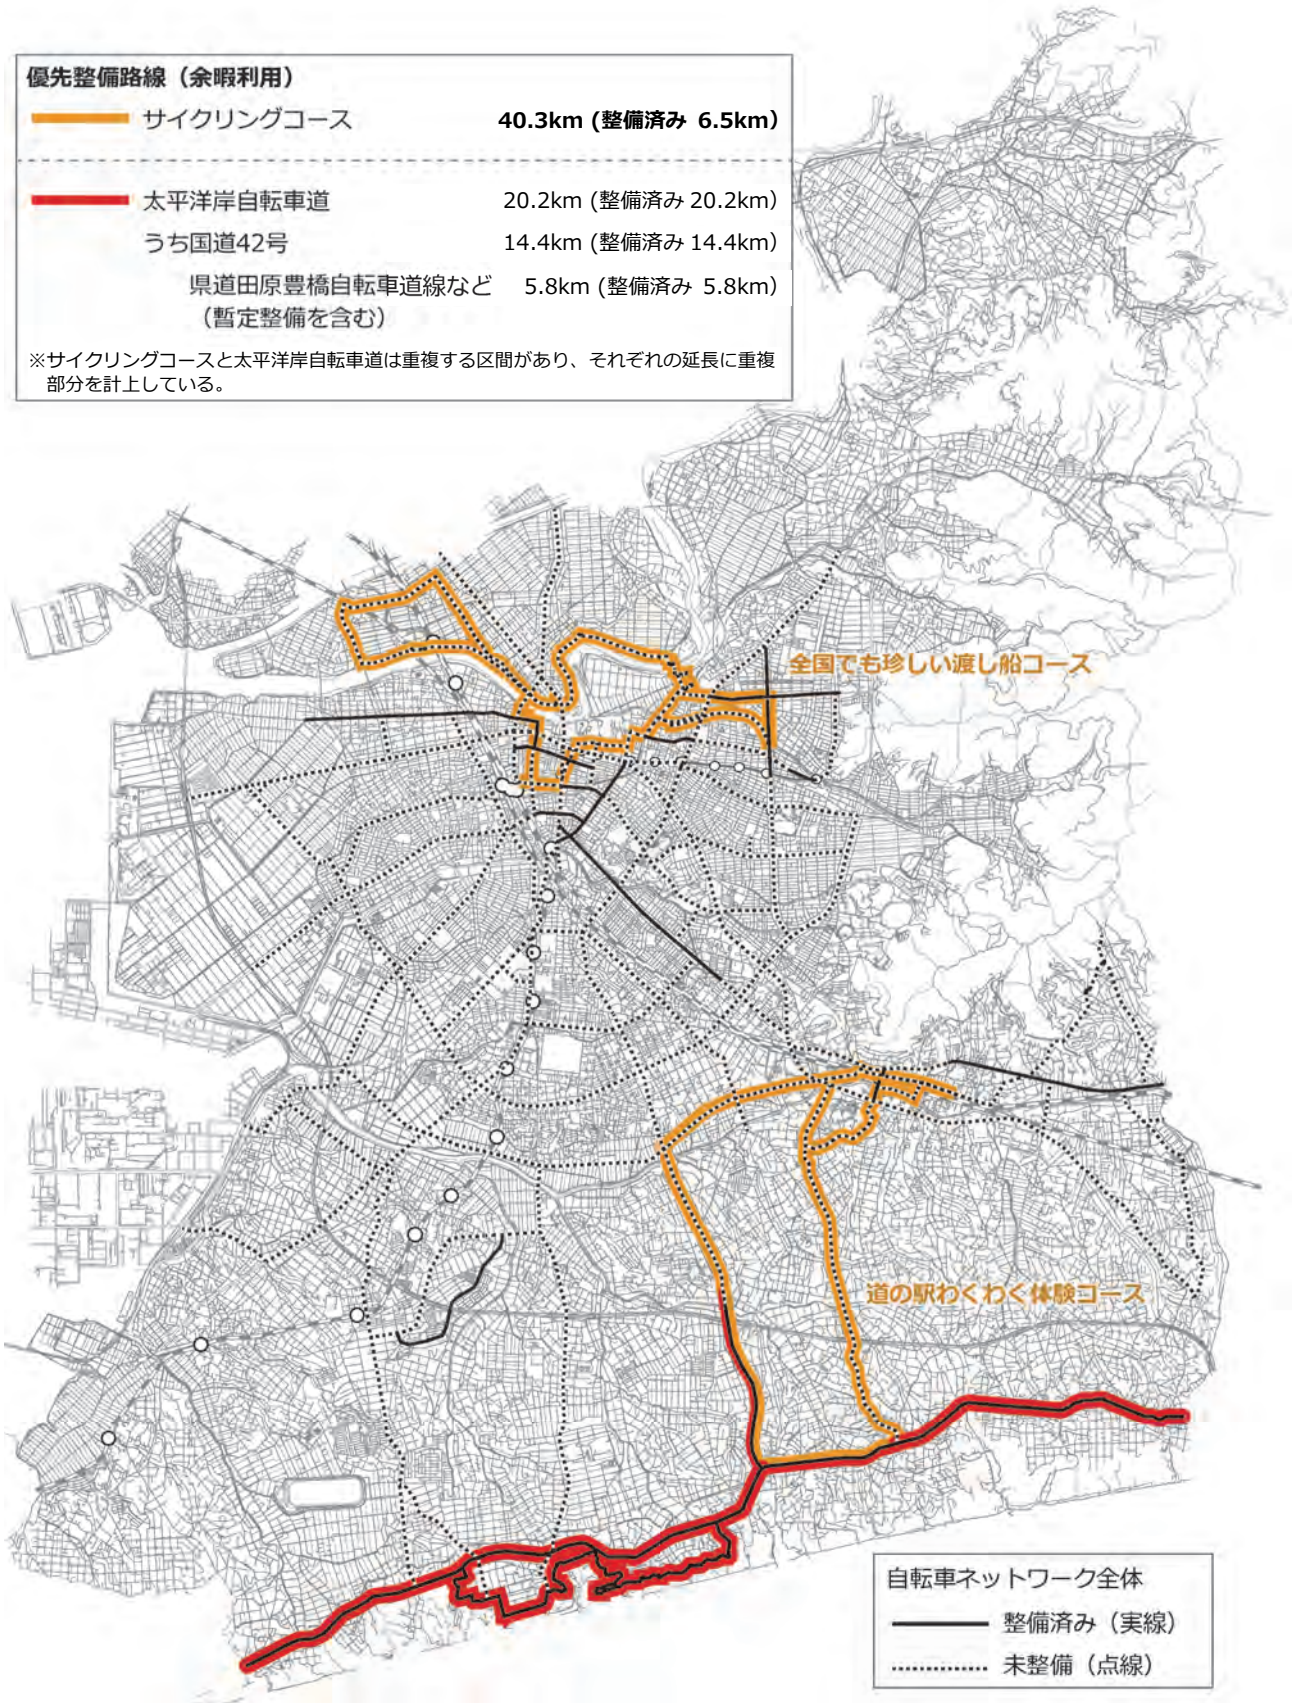 優先整備路線（余暇利用）
サイクリングコース 40.3km (整備済み 6.5km)
太平洋岸自転車道 20.2km (整備済み 20.2km)
うち国道42号 14.4km (整備済み 14.4km)
県道田原豊橋自転車道線など 5.8km (整備済み 5.8km)
（暫定整備を含む）
※サイクリングコースと太平洋岸自転車道は重複する区間があり、それぞれの延長に重複
部分を計上している。
全国でも珍しい渡し船コース
道の駅わくわく体験コース
自転車ネットワーク全体
整備済み（実線）
未整備（点線）